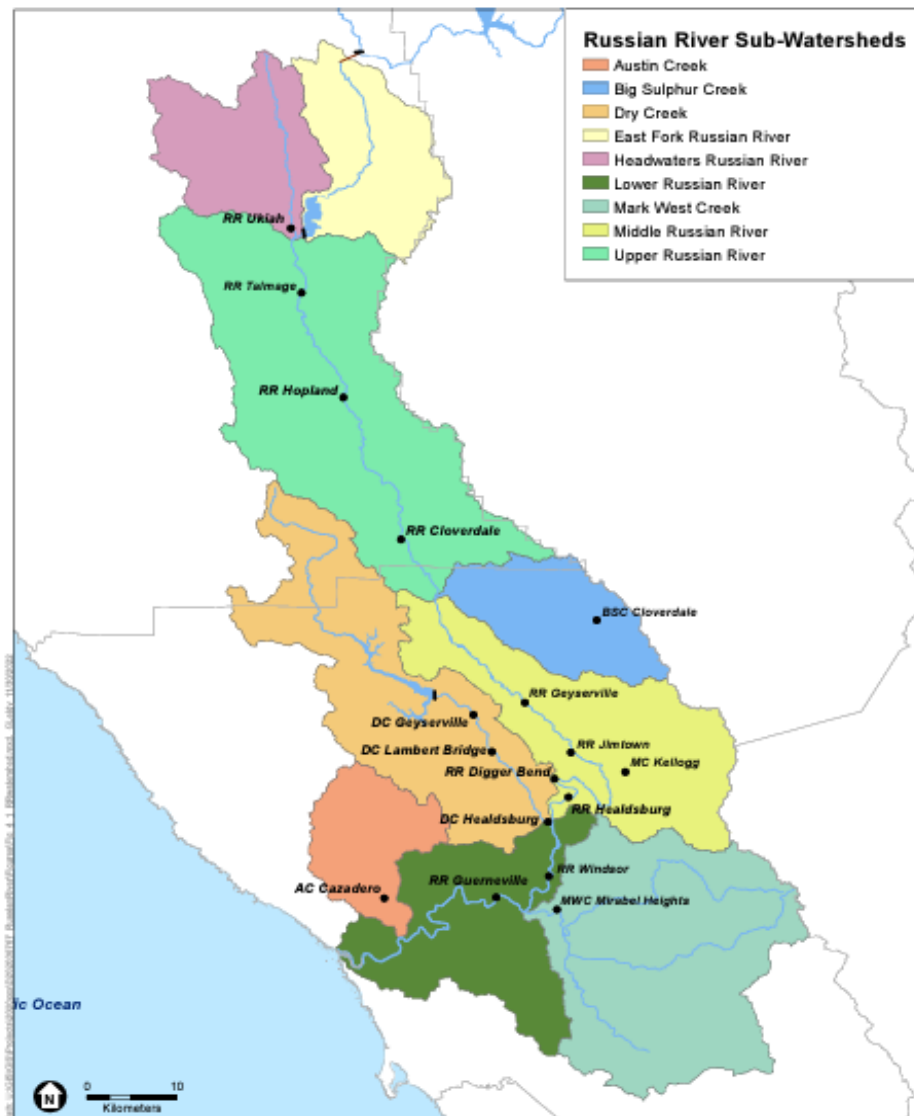 Russian River Sub-Watersheds
Austin Creek
Big Sulphur Creek
Dry Creek
East Fork Russian River
Headwaters Russian River
Lower Russian River
Mark West Creek
Middle Russian River
Upper Russian River
RR Ukiah
RR Talmage
RR Hopland
RR Cloverdale
BSC Cloverdale
RR Geyserville
DC Geyserville
DC Lambert Bridge
RR Jimtown
RR Digger Bend
MC Kellogg
RR Healdsburg
DC Healdsburg
RR Windsor
RR Guerneville
AC Cazadero
MWC Mirabel Heights
ic Ocean
N
0 10
Kilometers